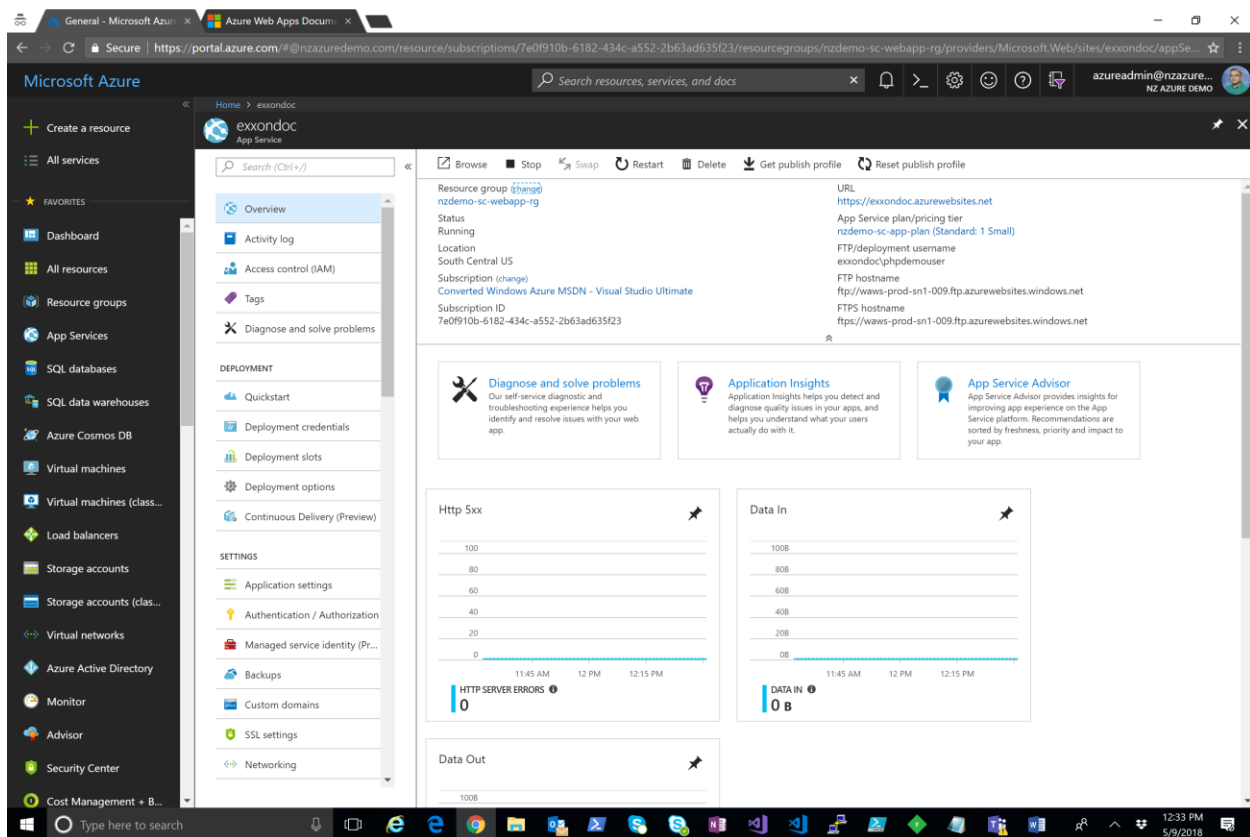 General - Microsoft Azur
Azure Web Apps Docum
Secure | https://portal.azure.com/#@nzazuredemo.com/resource/subscriptions/7e0f910b-6182-434c-a552-2b63ad635f23/resourcegroups/nzdemo-sc-webapp-rg/providers/Microsoft.Web/sites/exxondoc/appSe...
Microsoft Azure
Search resources, services, and docs
azureadmin@nzazure...
NZ AZURE DEMO
Create a resource
All services
FAVORITES
Dashboard
All resources
Resource groups
App Services
SQL databases
SQL data warehouses
Azure Cosmos DB
Virtual machines
Virtual machines (class...
Load balancers
Storage accounts
Storage accounts (clas...
Virtual networks
Azure Active Directory
Monitor
Advisor
Security Center
Cost Management + B...
Home > exxondoc
exxondoc
App Service
Search (Ctrl+/)
Overview
Activity log
Access control (IAM)
Tags
Diagnose and solve problems
DEPLOYMENT
Quickstart
Deployment credentials
Deployment slots
Deployment options
Continuous Delivery (Preview)
SETTINGS
Application settings
Authentication / Authorization
Managed service identity (Pr...
Backups
Custom domains
SSL settings
Networking
Browse Stop Swap Restart Delete Get publish profile Reset publish profile
Resource group (change)
nzdemo-sc-webapp-rg
Status
Running
Location
South Central US
Subscription (change)
Converted Windows Azure MSDN - Visual Studio Ultimate
Subscription ID
7e0f910b-6182-434c-a552-2b63ad635f23
URL
https://exxondoc.azurewebsites.net
App Service plan/pricing tier
nzdemo-sc-app-plan (Standard: 1 Small)
FTP/deployment username
exxondoc\phpdemouser
FTP hostname
ftp://waws-prod-sn1-009.ftp.azurewebsites.windows.net
FTPS hostname
ftps://waws-prod-sn1-009.ftp.azurewebsites.windows.net
Diagnose and solve problems
Our self-service diagnostic and
troubleshooting experience helps you
identify and resolve issues with your web
app.
Application Insights
Application Insights helps you detect and
diagnose quality issues in your apps, and
helps you understand what your users
actually do with it.
App Service Advisor
App Service Advisor provides insights for
improving app experience on the App
Service platform. Recommendations are
sorted by freshness, priority and impact to
your app.
Http 5xx
100
80
60
40
20
0
11:45 AM 12 PM 12:15 PM
HTTP SERVER ERRORS
0
Data In
100B
80B
60B
40B
20B
0B
11:45 AM 12 PM 12:15 PM
DATA IN
0 B
Data Out
100B
Type here to search
12:33 PM
5/9/2018